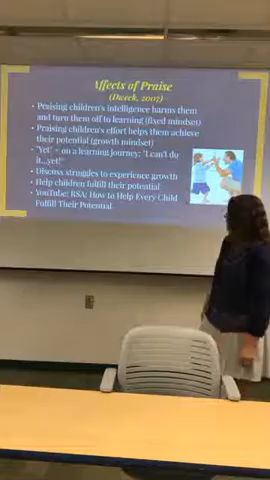 Affects of Praise
(Dweck, 2007)
• Praising children's intelligence harms them
and turn them off to learning (fixed mindset)
• Praising children's effort helps them achieve
their potential (growth mindset)
• "Yet" = on a learning journey; "I can't do
it...yet!"
• Discuss struggles to experience growth
• Help children fulfill their potential
• YouTube: RSA: How to Help Every Child
Fulfill Their Potential